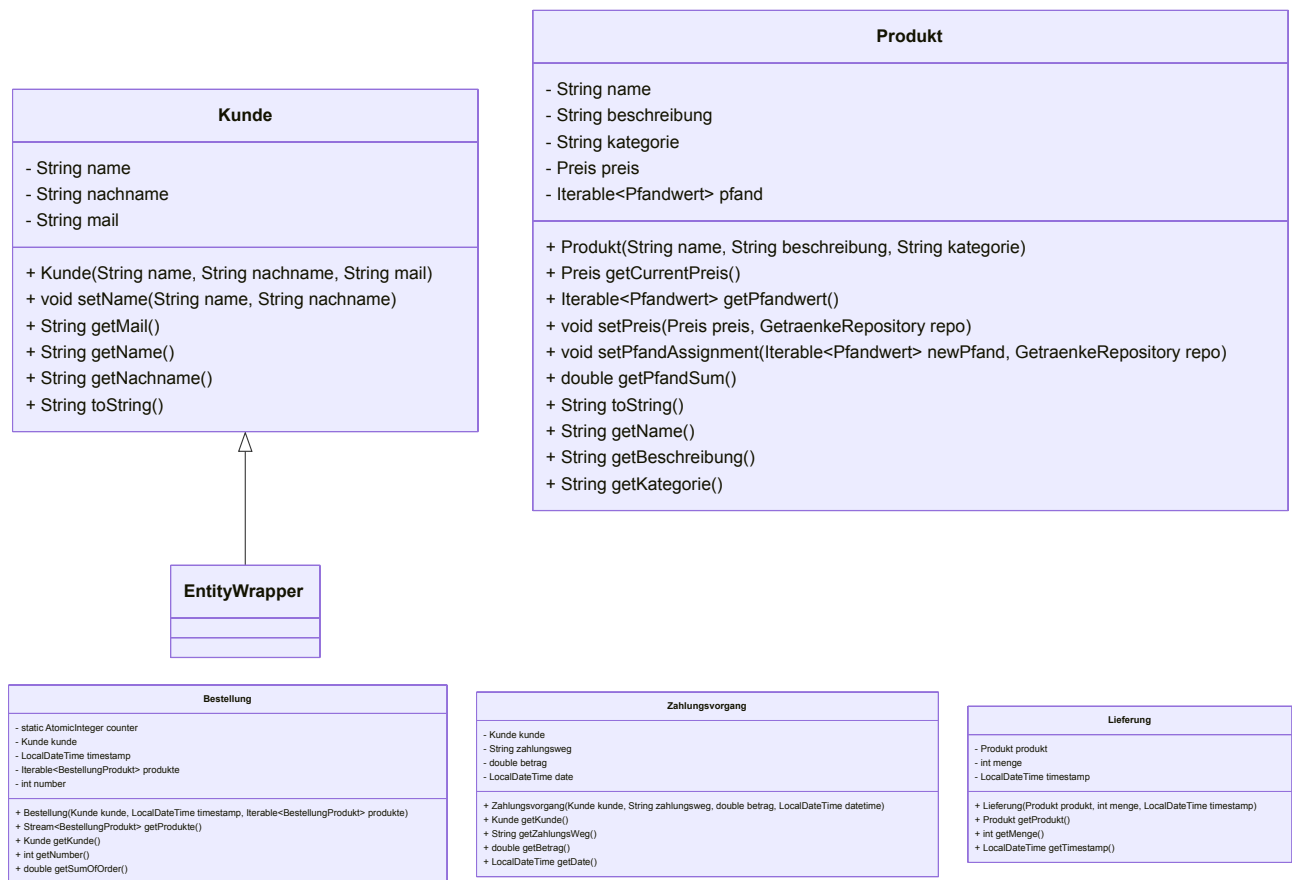 Kunde
- String name
- String nachname
- String mail
+ Kunde(String name, String nachname, String mail)
+ void setName(String name, String nachname)
+ String getMail()
+ String getName()
+ String getNachname()
+ String toString()
Produkt
- String name
- String beschreibung
- String kategorie
- Preis preis
- Iterable<Pfandwert> pfand
+ Produkt(String name, String beschreibung, String kategorie)
+ Preis getCurrentPreis()
+ Iterable<Pfandwert> getPfandwert()
+ void setPreis(Preis preis, GetraenkeRepository repo)
+ void setPfandAssignment(Iterable<Pfandwert> newPfand, GetraenkeRepository repo)
+ double getPfandSum()
+ String toString()
+ String getName()
+ String getBeschreibung()
+ String getKategorie()
EntityWrapper
Bestellung
- static AtomicInteger counter
- Kunde kunde
- LocalDateTime timestamp
- Iterable<BestellungProdukt> produkte
- int number
+ Bestellung(Kunde kunde, LocalDateTime timestamp, Iterable<BestellungProdukt> produkte)
+ Stream<BestellungProdukt> getProdukte()
+ Kunde getKunde()
+ int getNumber()
+ double getSumOfOrder()
Zahlungsvorgang
- Kunde kunde
- String zahlungsweg
- double betrag
- LocalDateTime date
+ Zahlungsvorgang(Kunde kunde, String zahlungsweg, double betrag, LocalDateTime datetime)
+ Kunde getKunde()
+ String getZahlungsWeg()
+ double getBetrag()
+ LocalDateTime getDate()
Lieferung
- Produkt produkt
- int menge
- LocalDateTime timestamp
+ Lieferung(Produkt produkt, int menge, LocalDateTime timestamp)
+ Produkt getProdukt()
+ int getMenge()
+ LocalDateTime getTimestamp()